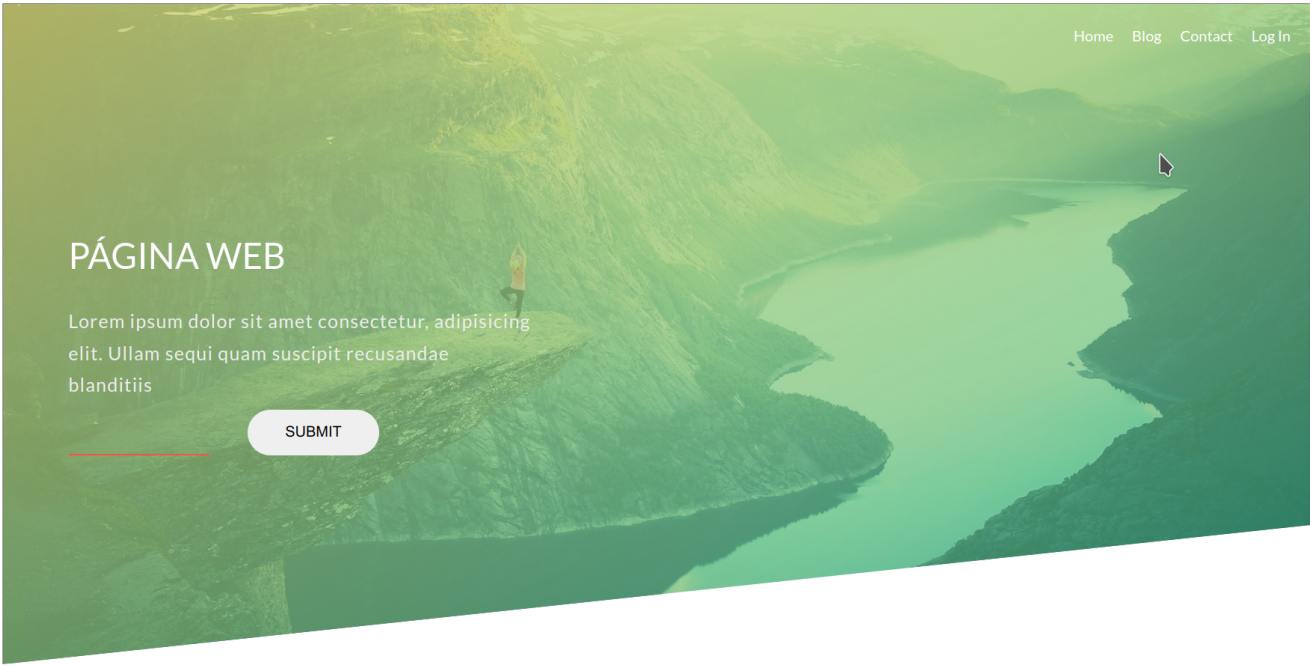 Home Blog Contact Log In
PÁGINA WEB
Lorem ipsum dolor sit amet consectetur, adipisicing
elit. Ullam sequi quam suscipit recusandae
blanditiis
SUBMIT